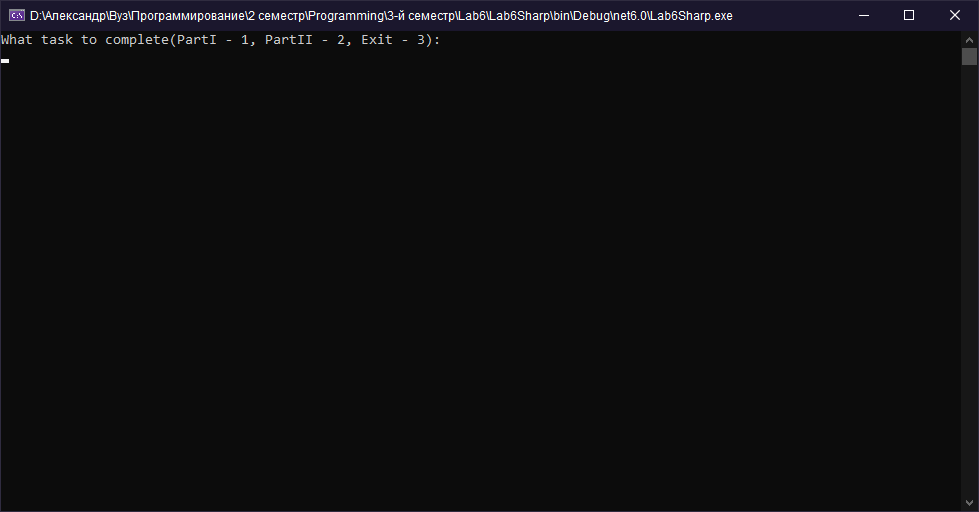 D:\Александр\Вуз\Программирование\2 семестр\Programming\3-й семестр\Lab6\Lab6Sharp\bin\Debug\net6.0\Lab6Sharp.exe
What task to complete(PartI - 1, PartII - 2, Exit - 3):